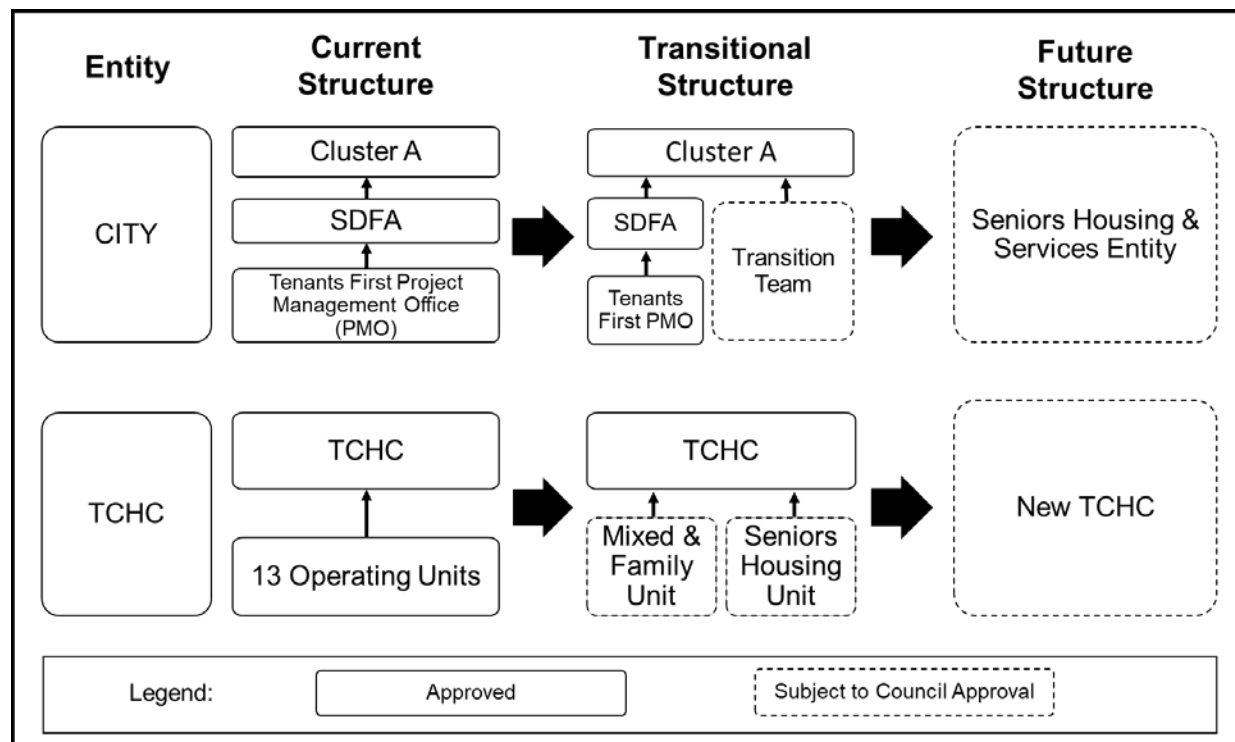 Entity
Current
Structure
Transitional
Structure
Future
Structure
CITY
Cluster A
SDFA
Tenants First Project
Management Office
(PMO)
Cluster A
SDFA
Tenants
First PMO
Transition
Team
Seniors Housing &
Services Entity
TCHC
TCHC
13 Operating Units
TCHC
Mixed &
Family
Unit
Seniors
Housing
Unit
New TCHC
Legend:
Approved
Subject to Council Approval